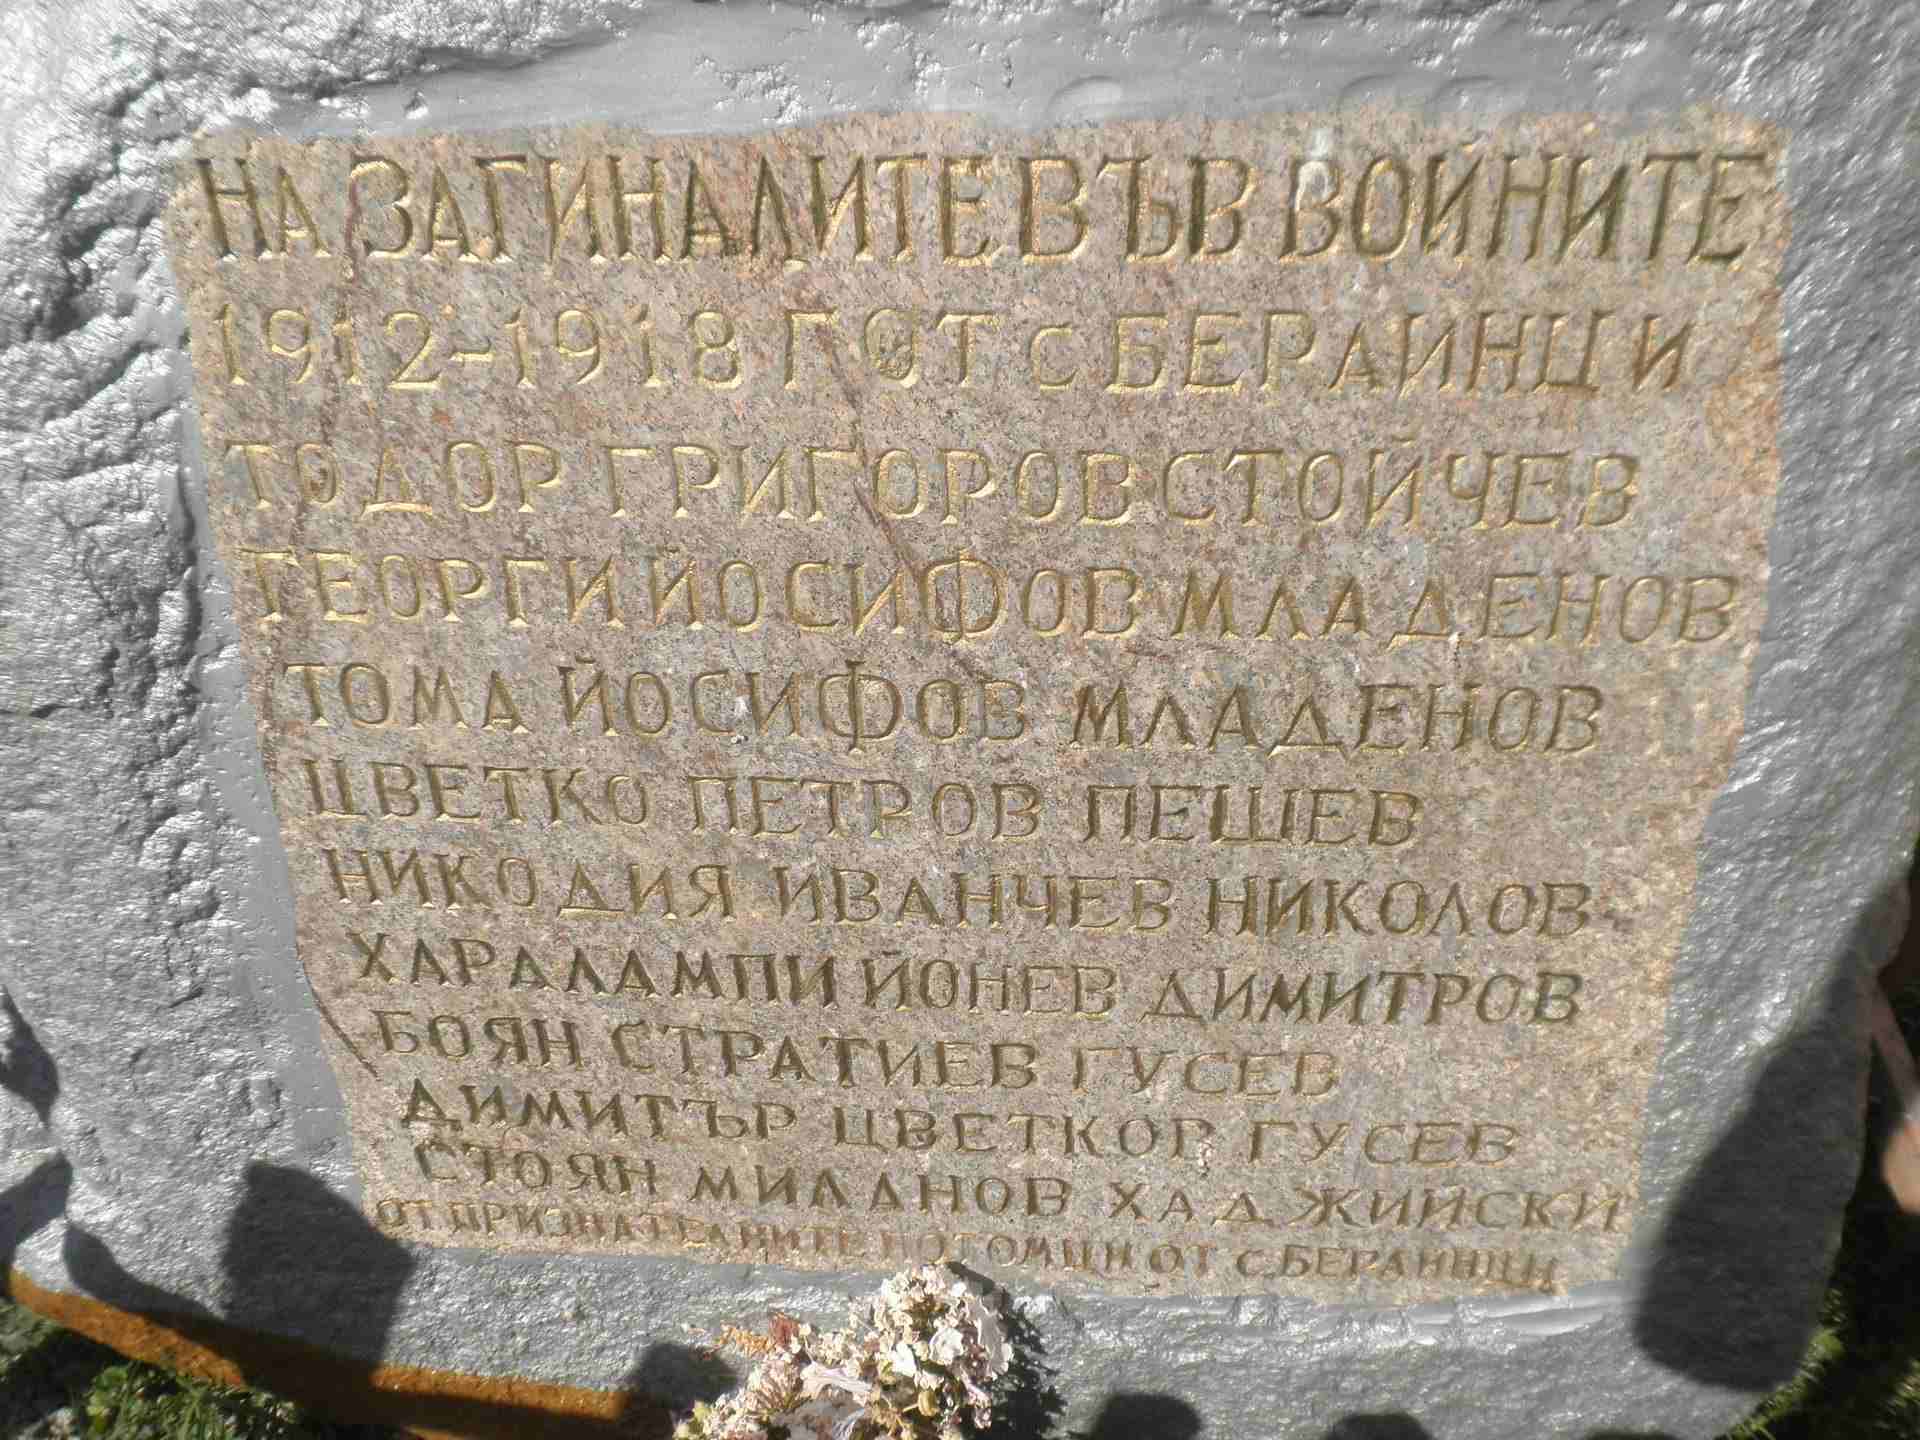 НА ЗАГИНАЛИТЕ ВЪВ ВОЙНИТЕ
1912-1918 Г ОТ с БЕРАИНЦИ
ТОДОР ГРИГОРОВ СТОЙЧЕВ
ГЕОРГИ ЙОСИФОВ МЛАДЕНОВ
ТОМА ЙОСИФОВ МЛАДЕНОВ
ЦВЕТКО ПЕТРОВ ПЕШЕВ
НИКОДИЯ ИВАНЧЕВ НИКОЛОВ
ХАРАЛАМПИ ЙОНЕВ ДИМИТРОВ
БОЯН СТРАТИЕВ ГУСЕВ
ДИМИТЪР ЦВЕТКОР ГУСЕВ
СТОЯН МИЛАНОВ ХАДЖИЙСКИ
ОТ ПРИЗНАТЕЛНИТЕ ПОТОМЦИ ОТ с. БЕРАИНЦИ